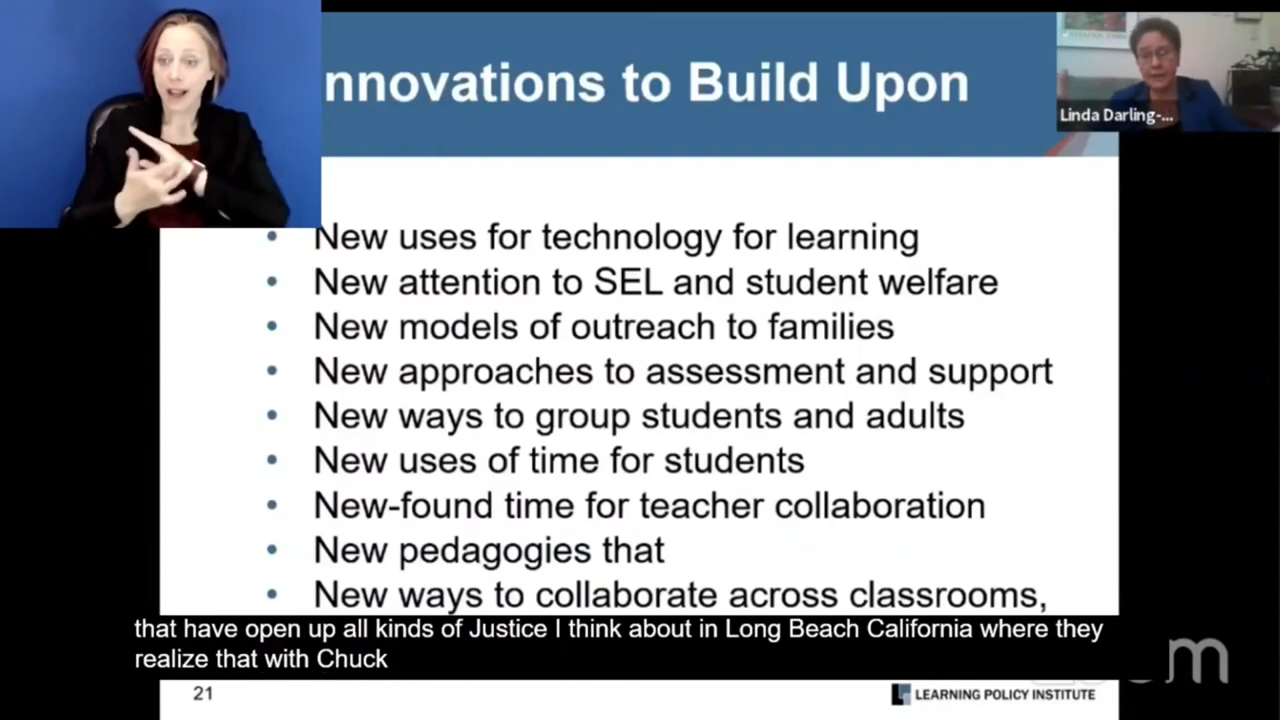 nnovations to Build Upon
Linda Darling-...
New uses for technology for learning
New attention to SEL and student welfare
New models of outreach to families
New approaches to assessment and support
New ways to group students and adults
New uses of time for students
New-found time for teacher collaboration
New pedagogies that
New ways to collaborate across classrooms,
that have open up all kinds of Justice I think about in Long Beach California where they
realize that with Chuck
21
LEARNING POLICY INSTITUTE